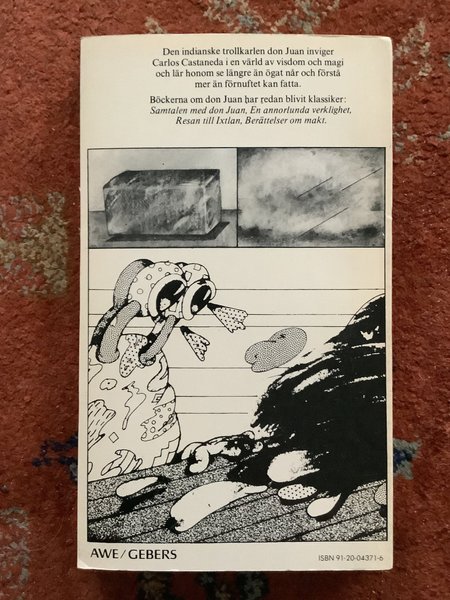 Den indianske trollkarlen don Juan inviger
Carlos Castaneda i en värld av visdom och magi
och lär honom se längre än ögat når och förstå
mer än förnuftet kan fatta.
Böckerna om don Juan har redan blivit klassiker:
Samtalen med don Juan, En annorlunda verklighet,
Resan till Ixtlan, Berättelser om makt.
AWE/GEBERS
ISBN 91-20-04371-6